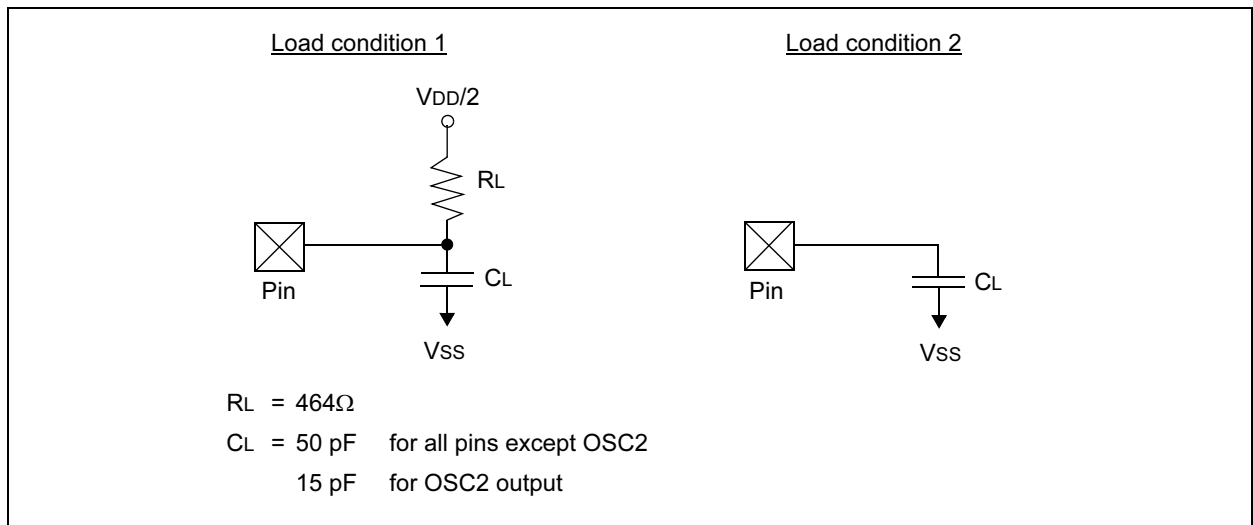 Load condition 1
VDD/2
RL
Pin
CL
VSS
Load condition 2
Pin
CL
VSS
RL = 464Ω
CL = 50 pF for all pins except OSC2
15 pF for OSC2 output